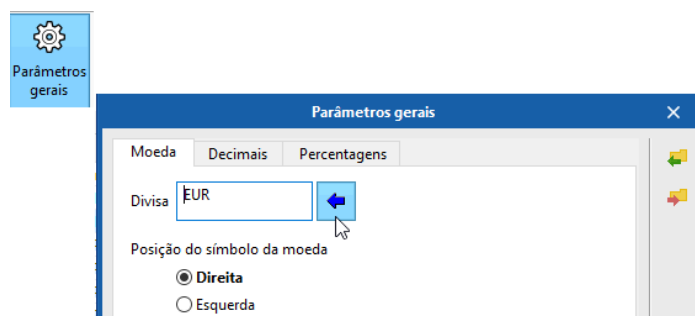 Parâmetros
gerais
Parâmetros gerais
Moeda Decimais Percentagens
Divisa EUR
Posição do símbolo da moeda
Direita
Esquerda